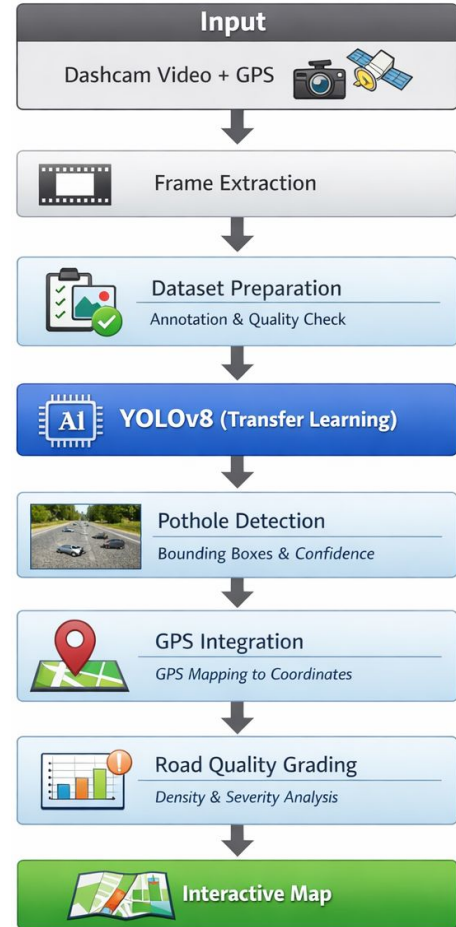 Input
Dashcam Video + GPS
Frame Extraction
Dataset Preparation
Annotation & Quality Check
AI
YOLOv8 (Transfer Learning)
Pothole Detection
Bounding Boxes & Confidence
GPS Integration
GPS Mapping to Coordinates
Road Quality Grading
Density & Severity Analysis
Interactive Map